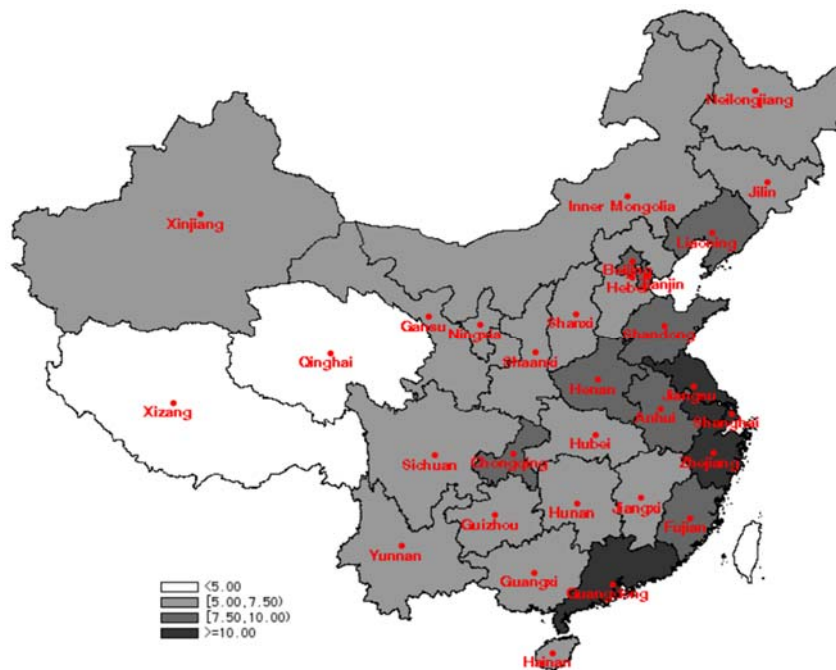 Heilongjiang
Jilin
Inner Mongolia
Xinjiang
Liaoning
Beijing
Tianjin
Hebei
Gansu
Ningxia
Shanxi
Shandong
Qinghai
Shaanxi
Henan
Jiangsu
Xizang
Anhui
Shanghai
Hubei
Sichuan
Chongqing
Zhejiang
Hunan
Jiangxi
Guizhou
Fujian
Yunnan
Guangxi
Guangdong
Hainan
<5.00
[5.00,7.50)
[7.50,10.00)
>=10.00